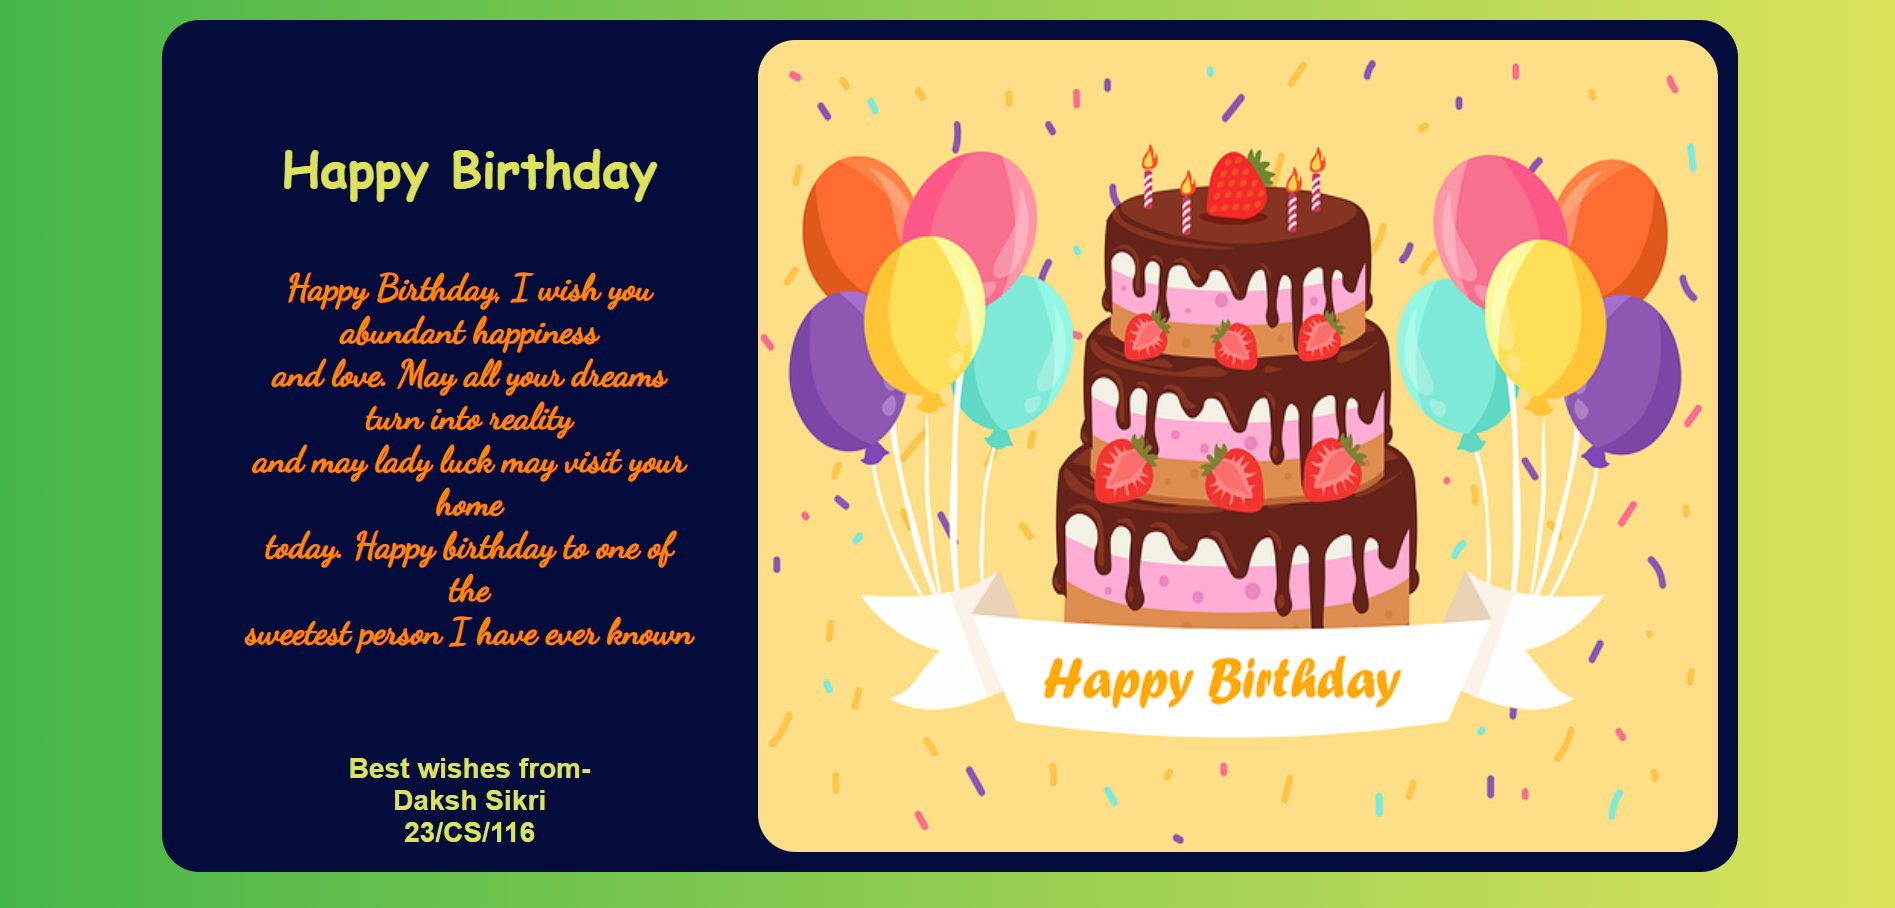 Happy Birthday
Happy Birthday. I wish you
abundant happiness
and love. May all your dreams
turn into reality
and may lady luck may visit your
home
today. Happy birthday to one of
the
sweetest person I have ever known
Best wishes from-
Daksh Sikri
23/CS/116
Happy Birthday